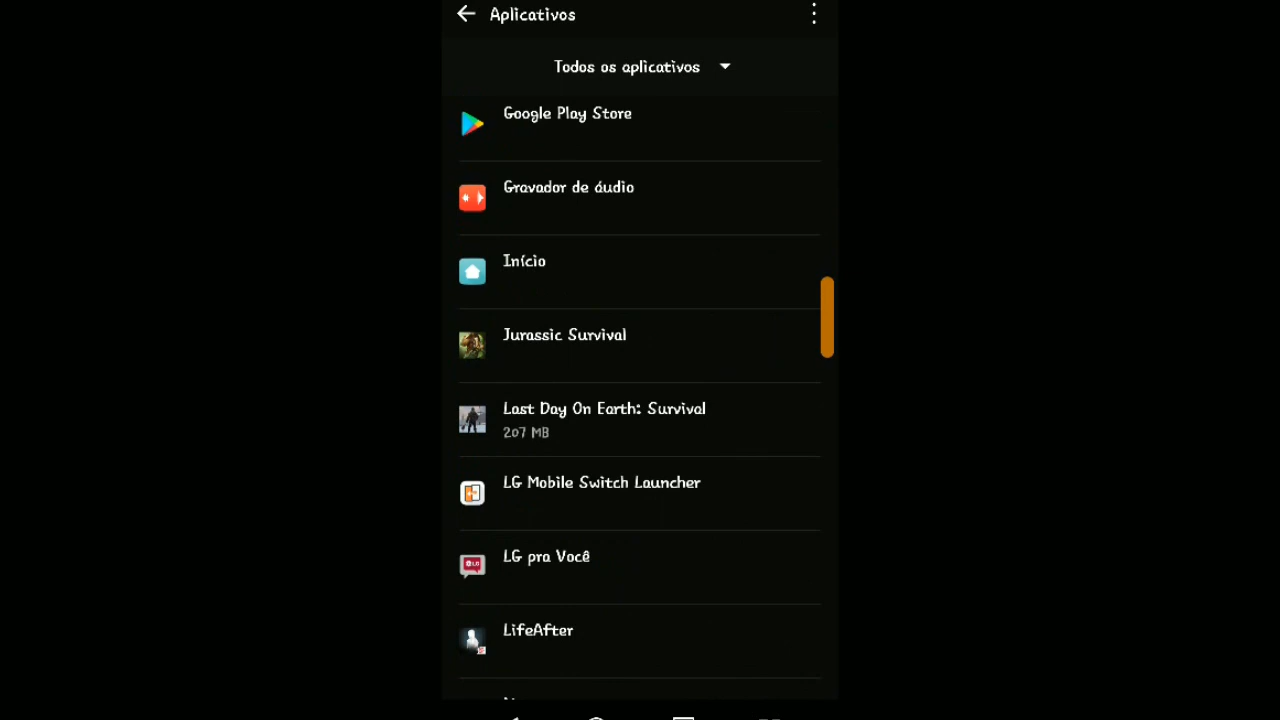 Aplicativos
Todos os aplicativos
Google Play Store
Gravador de áudio
Início
Jurassic Survival
Last Day On Earth: Survival
207 MB
LG Mobile Switch Launcher
LG pra Você
LifeAfter